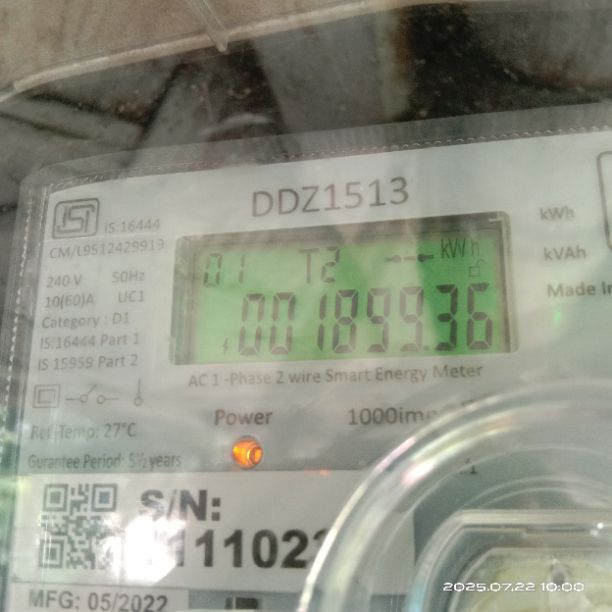 DDZ1513
ISI
IS:16444
CM/L9512429919
240 V 50Hz
10(60)A UC1
Category : D1
IS:16444 Part 1
IS 15959 Part 2
01 T2 --- kWh
001899.36
kWh
kVAh
Made In
AC 1 -Phase 2 wire Smart Energy Meter
Power
1000imp
Ref. Temp: 27°C
Gurantee Period: 5½ years
S/N:
MFG: 05/2022
2025.07.22 10:00